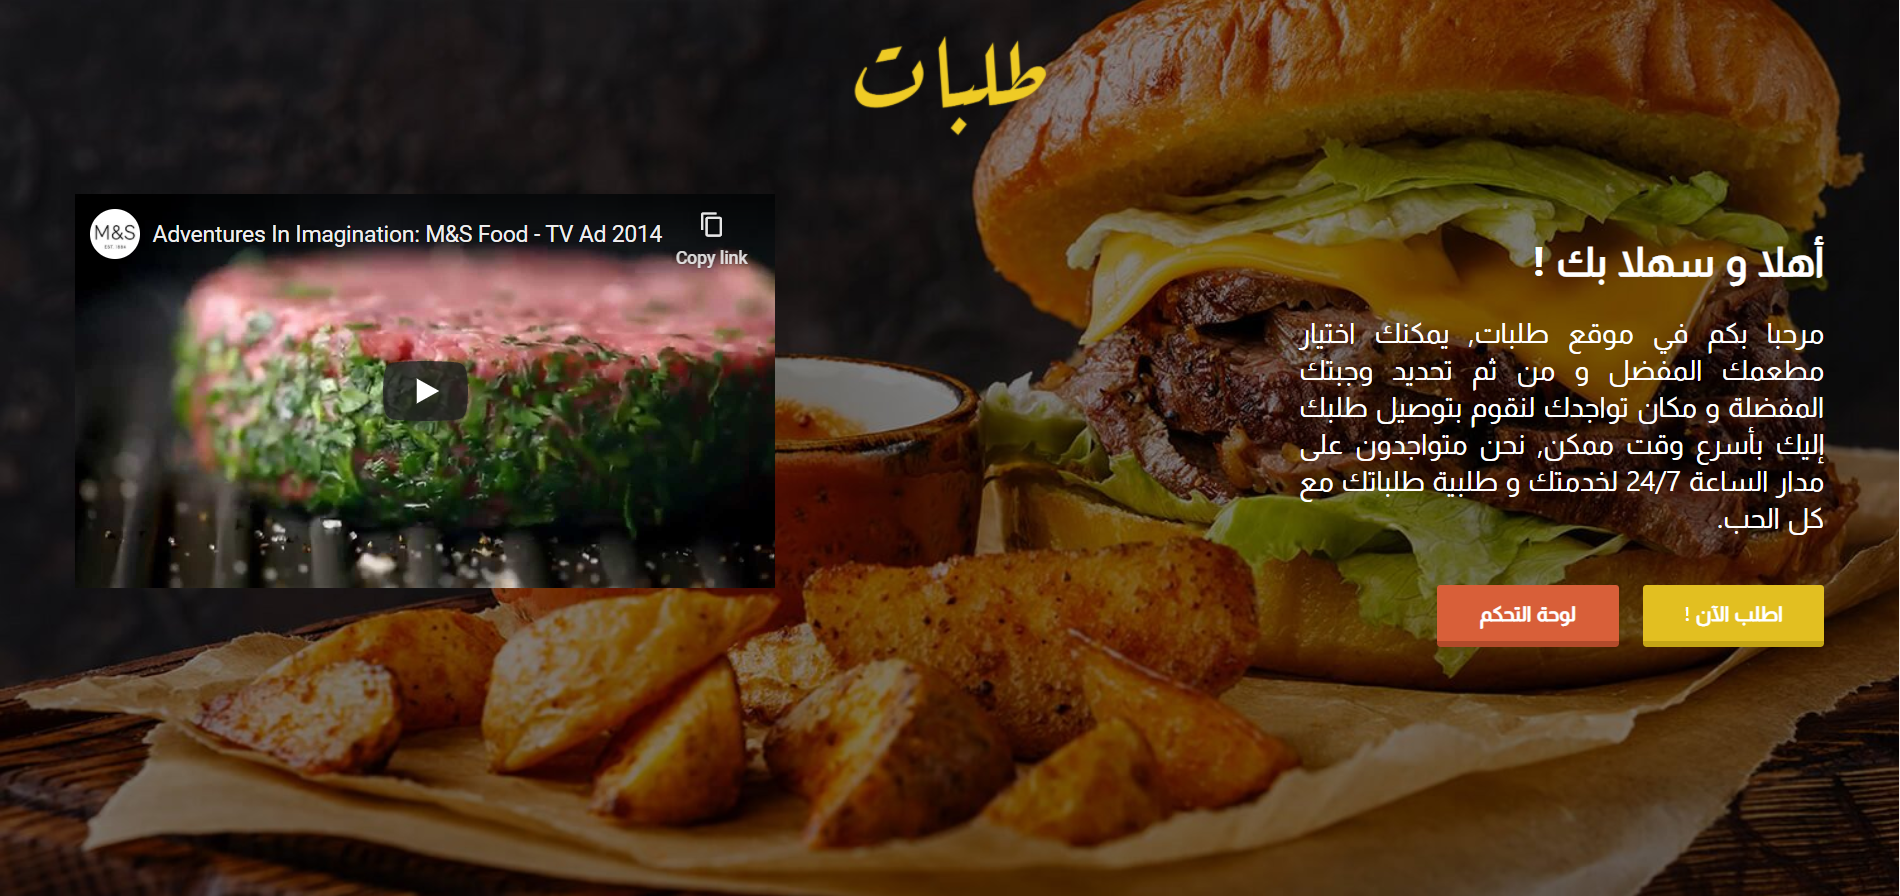 طلبات
M&S
EST. 1884
Adventures In Imagination: M&S Food - TV Ad 2014
Copy link
أهلا و سهلا بك !
مرحبا بكم في موقع طلبات, يمكنك اختيار
مطعمك المفضل و من ثم تحديد وجبتك
المفضلة و مكان تواجدك لنقوم بتوصيل طلبك
إليك بأسرع وقت ممكن, نحن متواجدون على
مدار الساعة 24/7 لخدمتك و طلبية طلباتك مع
كل الحب.
اطلب الآن !
لوحة التحكم